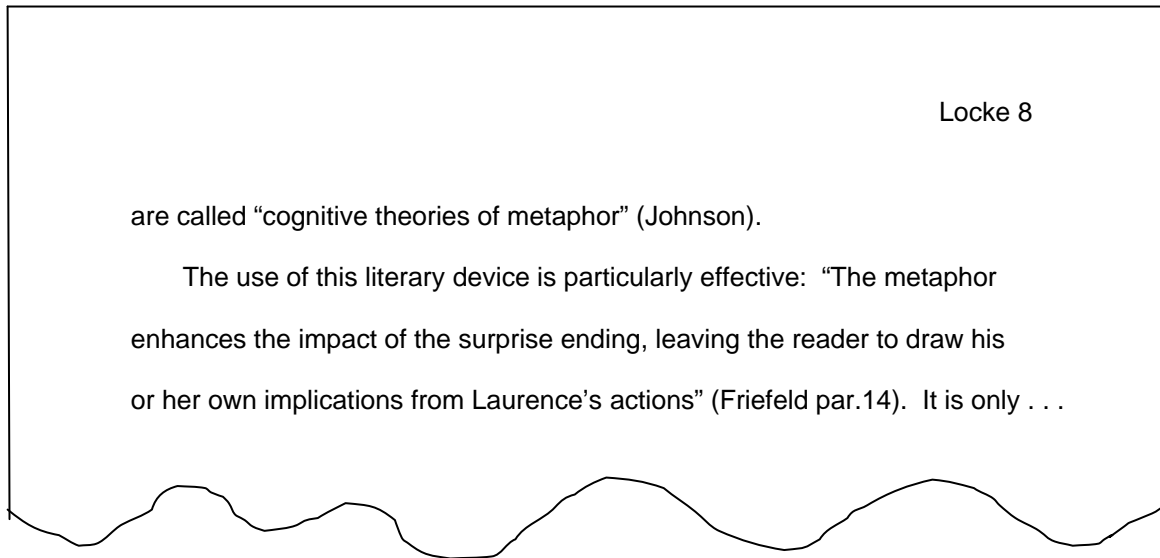 Locke 8
are called “cognitive theories of metaphor” (Johnson).
The use of this literary device is particularly effective:  “The metaphor
enhances the impact of the surprise ending, leaving the reader to draw his
or her own implications from Laurence’s actions” (Friefeld par.14).  It is only . . .